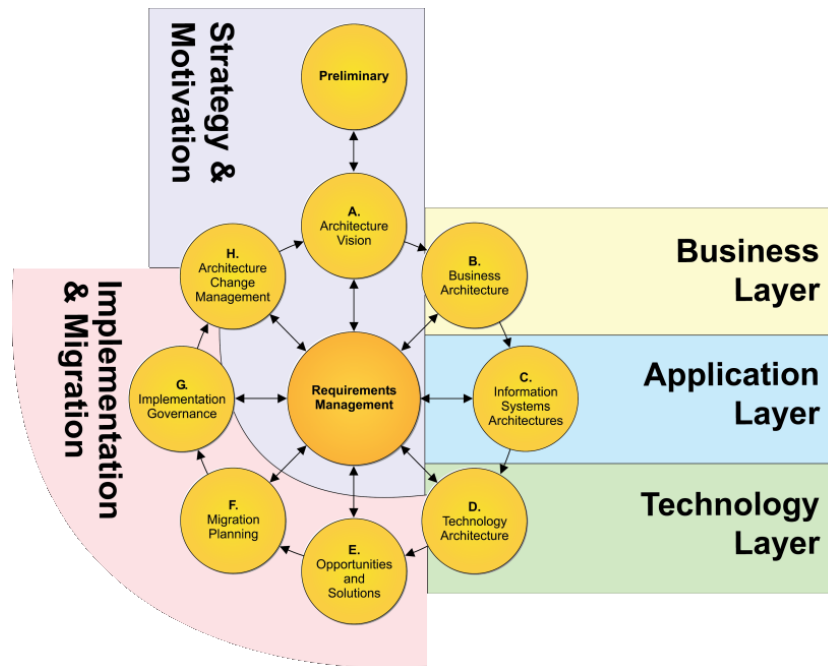 Strategy &
Motivation
Preliminary
A.
Architecture
Vision
H.
Architecture
Change
Management
B.
Business
Architecture
Business
Layer
Implementation
& Migration
G.
Implementation
Governance
Requirements
Management
C.
Information
Systems
Architectures
Application
Layer
F.
Migration
Planning
E.
Opportunities
and
Solutions
D.
Technology
Architecture
Technology
Layer